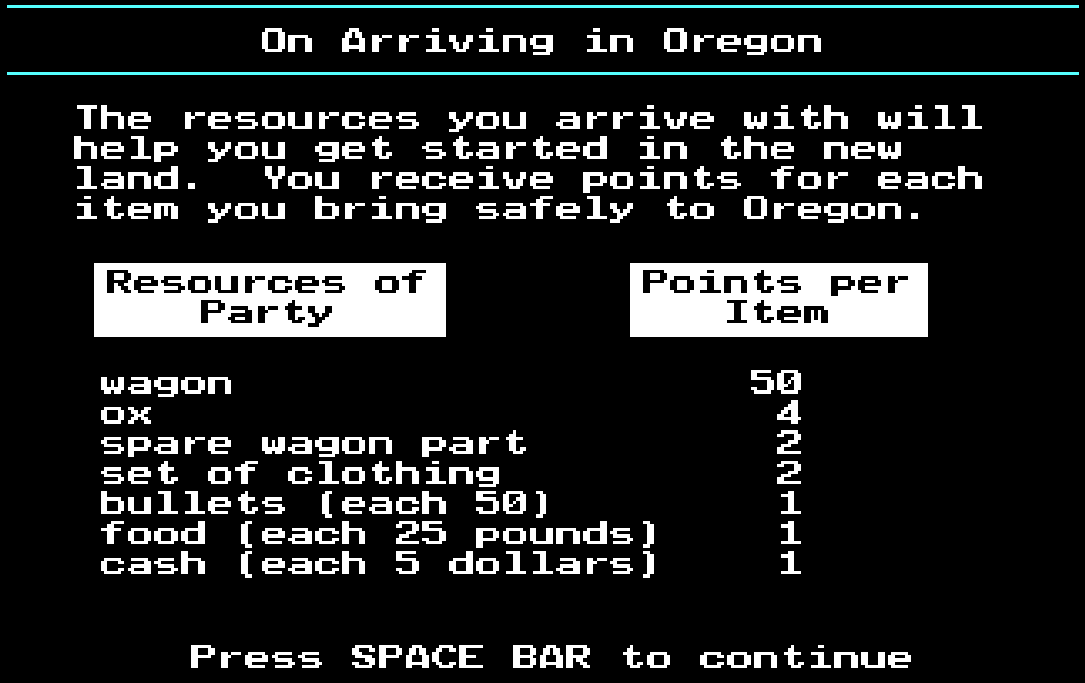 On Arriving in Oregon
The resources you arrive with will
help you get started in the new
land.  You receive points for each
item you bring safely to Oregon.
Resources of Party
Points per Item
wagon 50
ox 4
spare wagon part 2
set of clothing 2
bullets (each 50) 1
food (each 25 pounds) 1
cash (each 5 dollars) 1
Press SPACE BAR to continue